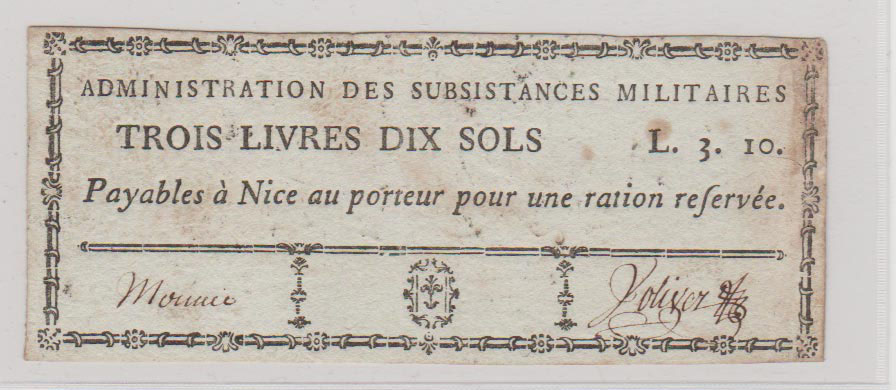 ADMINISTRATION DES SUBSISTANCES MILITAIRES
TROIS LIVRES DIX SOLS L. 3. 10.
Payables à Nice au porteur pour une ration reſervée.